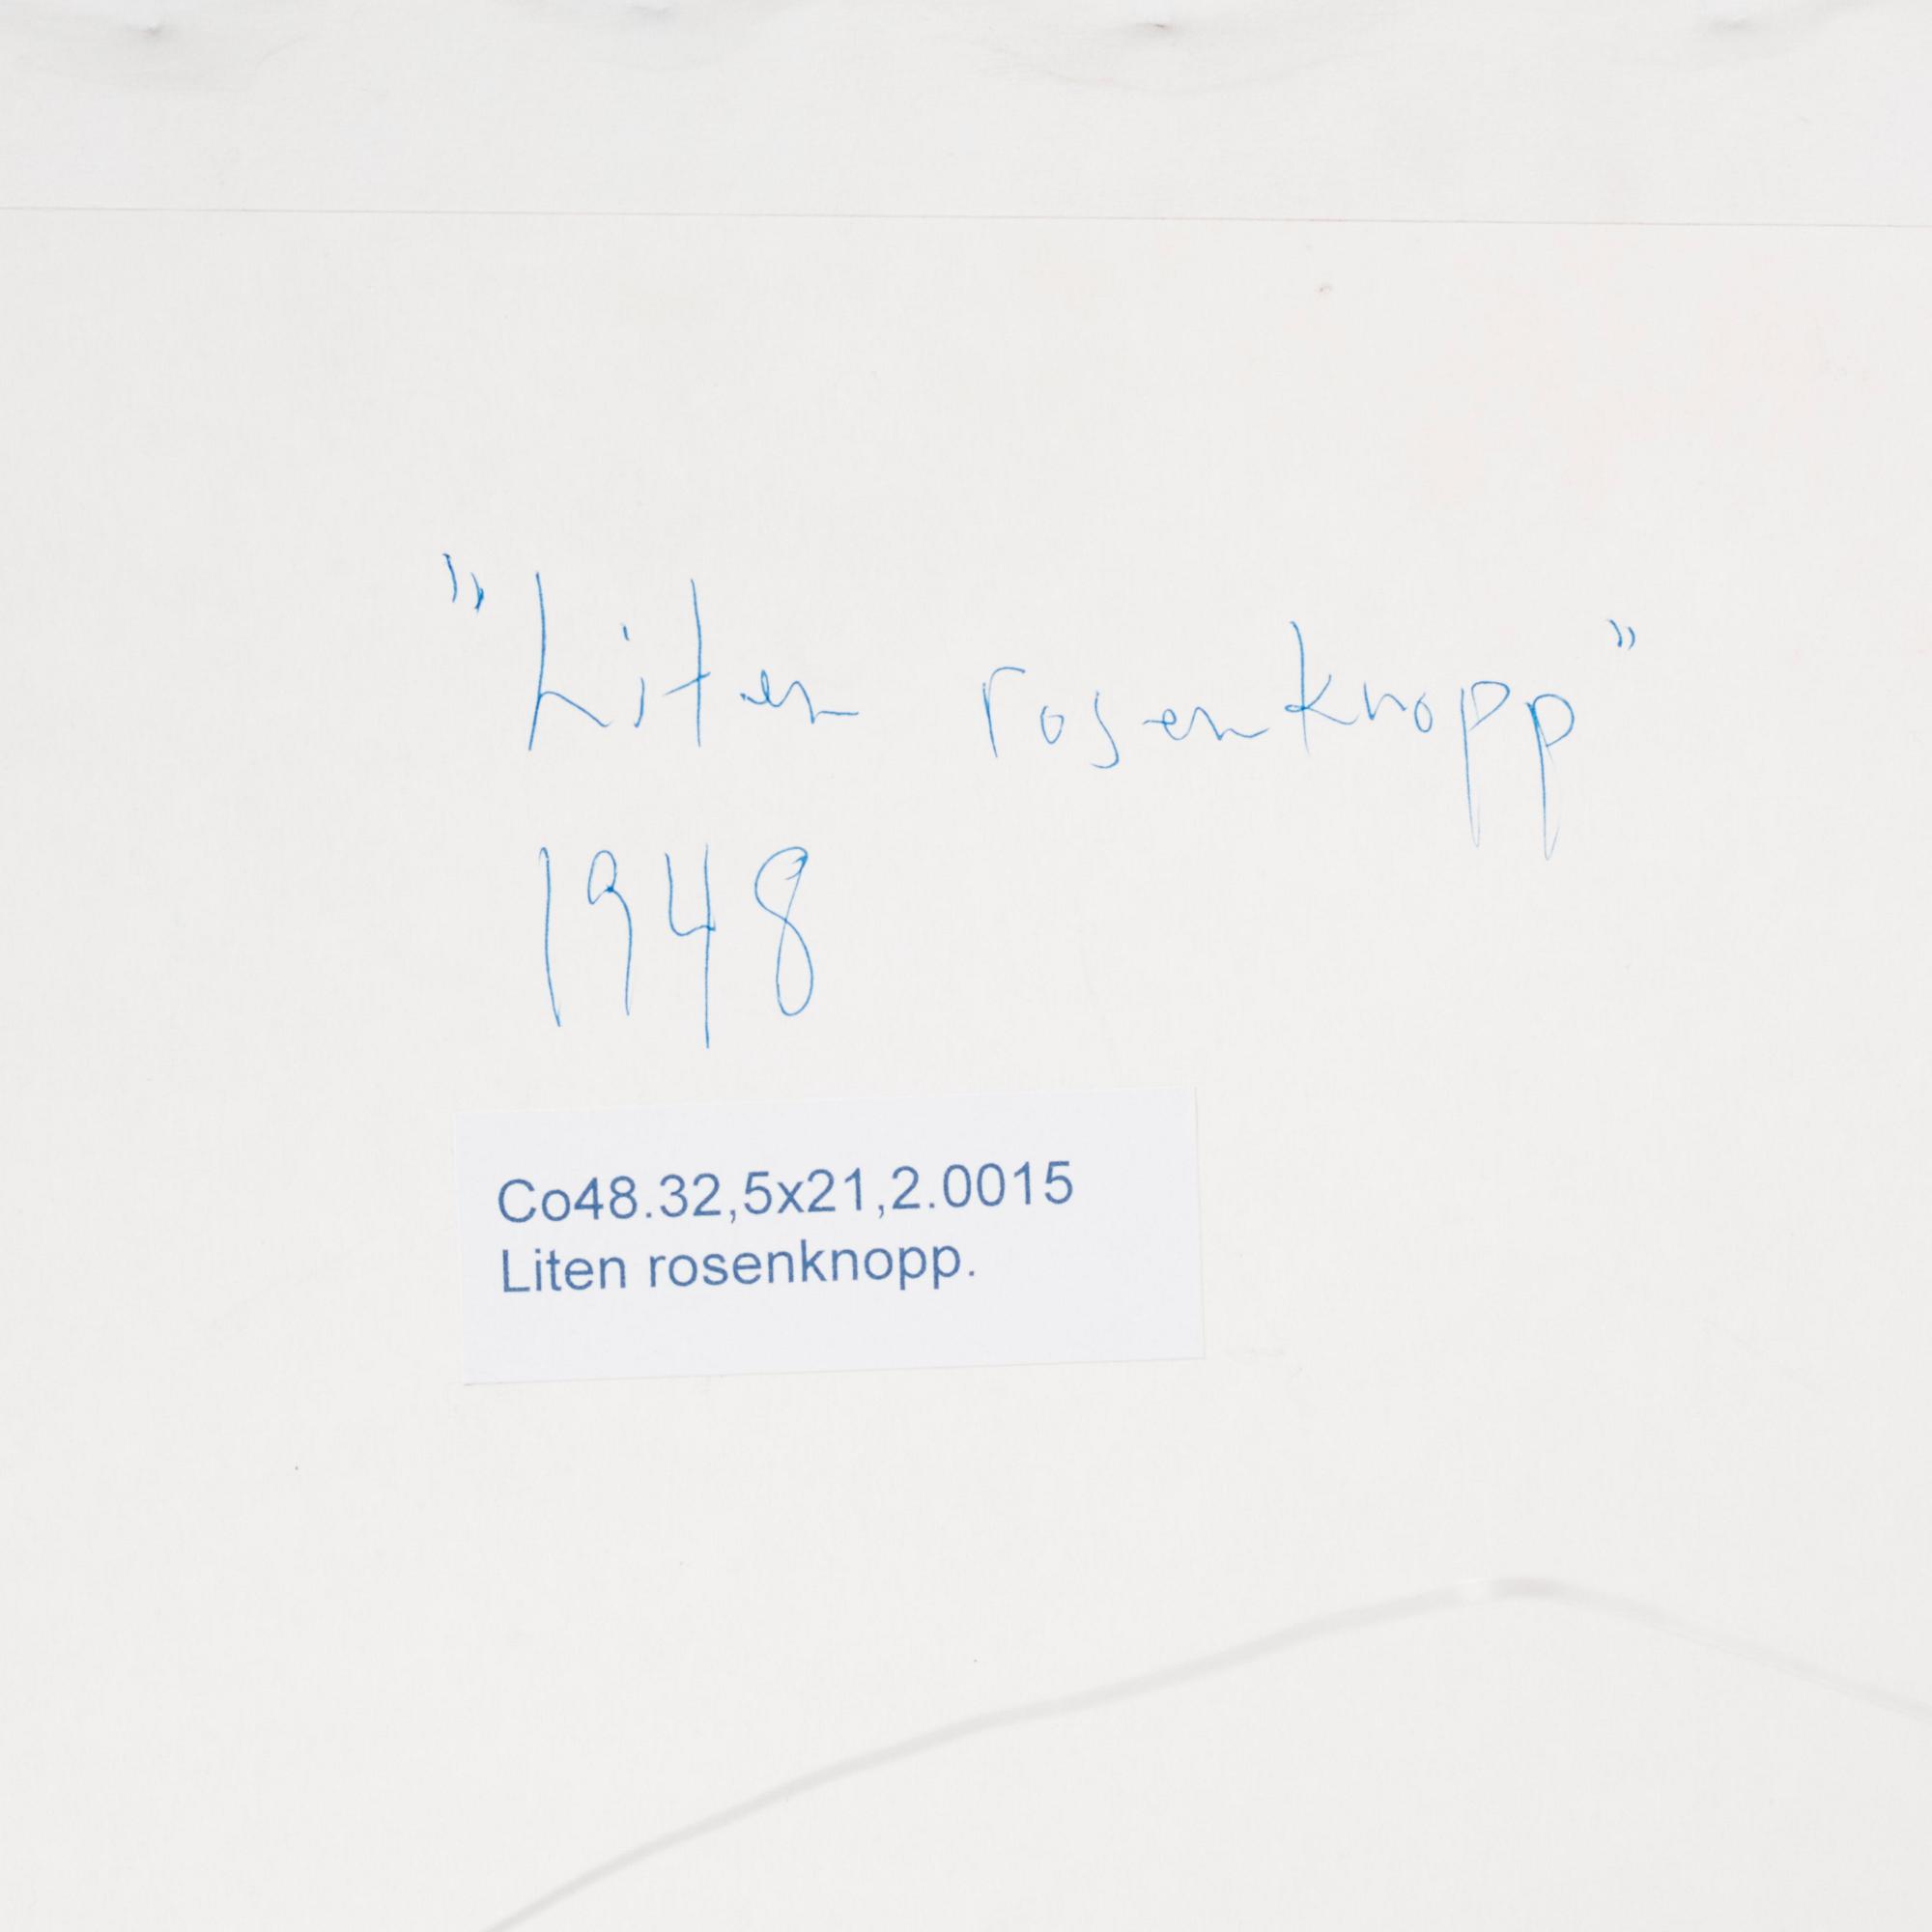 "Liten rosenknopp"
1948
Co48.32,5x21,2.0015
Liten rosenknopp.